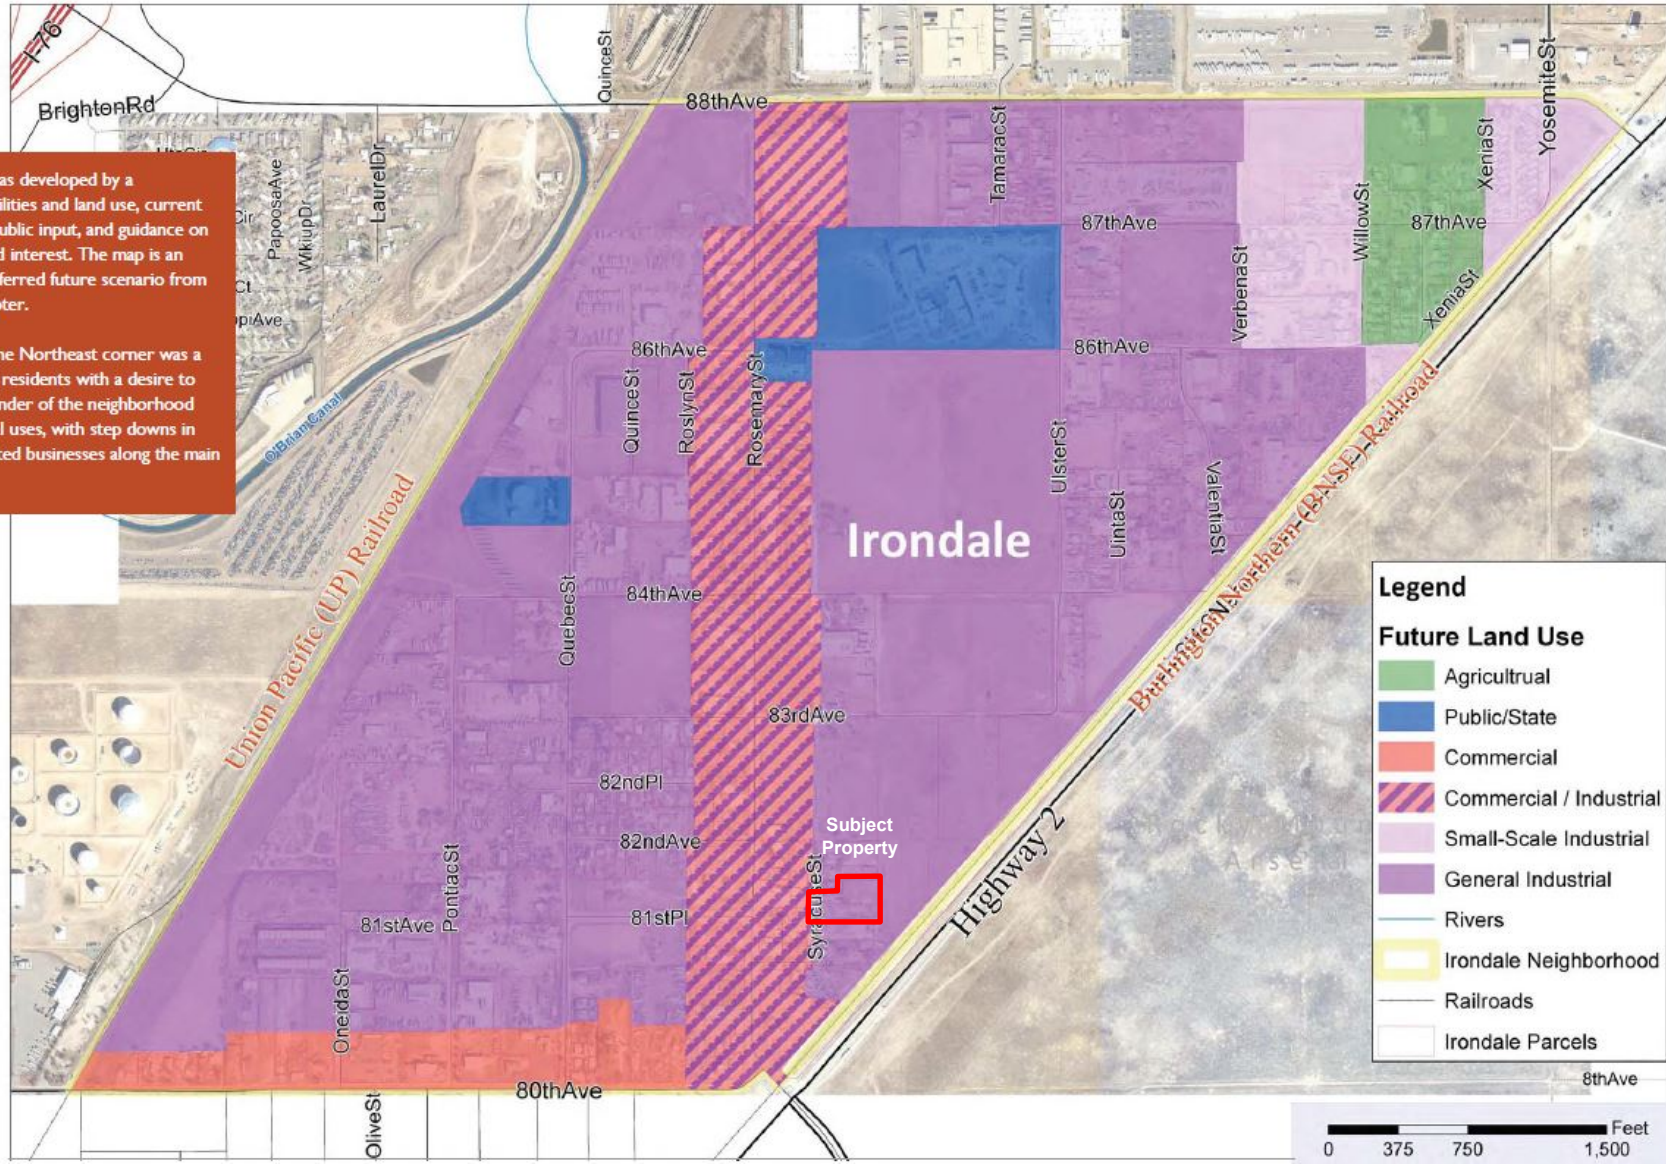 I-76
BrightonRd
QuinceSt
88thAve
YosemiteSt
as developed by a
ilities and land use, current
ublic input, and guidance on
d interest. The map is an
ferred future scenario from
oter.
he Northeast corner was a
residents with a desire to
nder of the neighborhood
l uses, with step downs in
ted businesses along the main
Cir
Ct
piAve
PapoosaAve
WkiupDr
LaurelDr
O'Brian Canal
TamaracSt
XeniaSt
87thAve
WillowSt
87thAve
VerbenaSt
XeniaSt
86thAve
86thAve
QuinceSt
RoslynSt
RosemarySt
UlsterSt
UintaSt
ValentiaSt
Irondale
Union Pacific (UP) Railroad
Burlington Northern (BNSF) Railroad
QuebecSt
84thAve
83rdAve
82ndPl
82ndAve
Subject
Property
SyracuseSt
Highway 2
PontiacSt
81stAve
81stPl
OneidaSt
80thAve
OliveSt
8thAve
Legend
Future Land Use
Agricultrual
Public/State
Commercial
Commercial / Industrial
Small-Scale Industrial
General Industrial
Rivers
Irondale Neighborhood
Railroads
Irondale Parcels
Feet
0 375 750 1,500